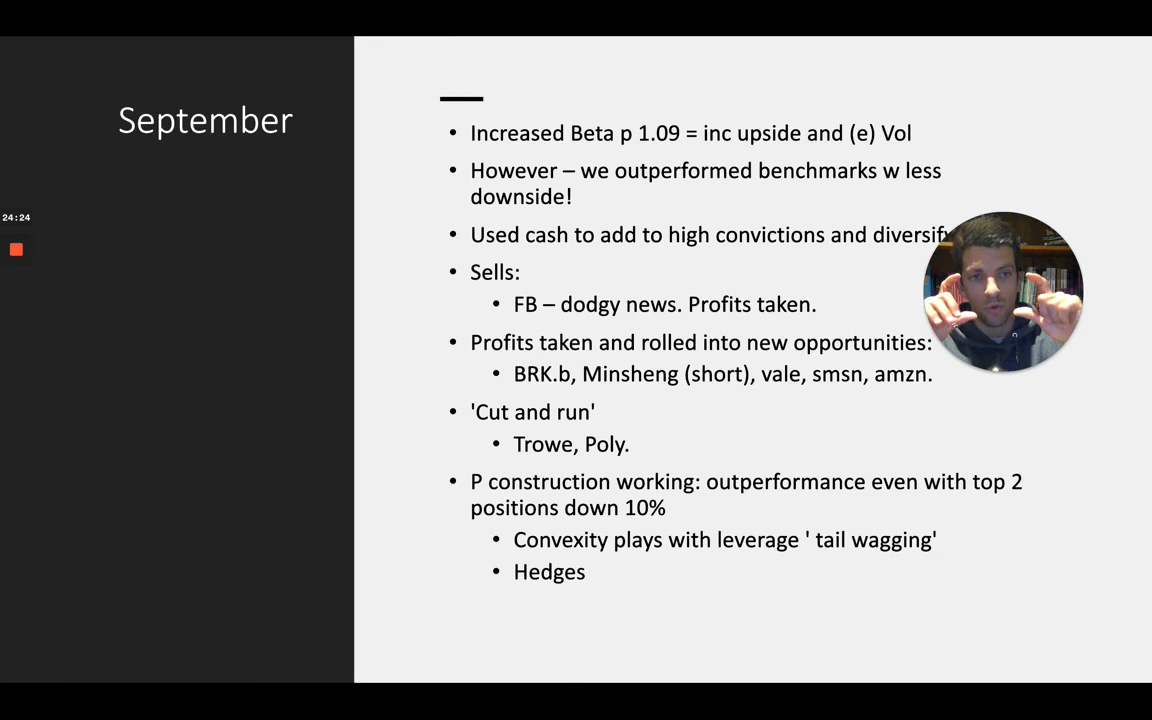 September
• Increased Beta p 1.09 = inc upside and (e) Vol
• However – we outperformed benchmarks w less
downside!
• Used cash to add to high convictions and diversify
• Sells:
• FB – dodgy news. Profits taken.
• Profits taken and rolled into new opportunities:
• BRK.b, Minsheng (short), vale, smsn, amzn.
• 'Cut and run'
• Trowe, Poly.
• P construction working: outperformance even with top 2
positions down 10%
• Convexity plays with leverage ' tail wagging'
• Hedges
24:24